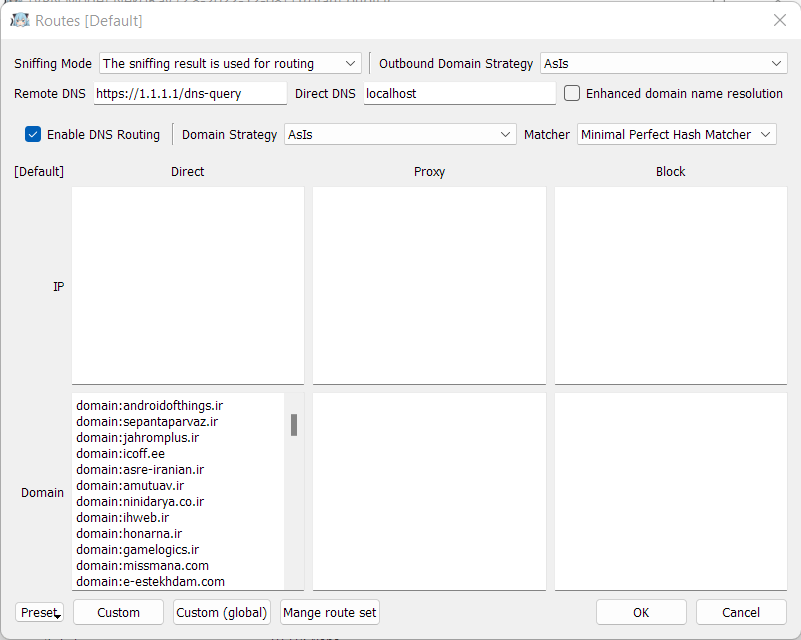 Routes [Default]
Sniffing Mode The sniffing result is used for routing Outbound Domain Strategy AsIs
Remote DNS https://1.1.1.1/dns-query Direct DNS localhost Enhanced domain name resolution
Enable DNS Routing Domain Strategy AsIs Matcher Minimal Perfect Hash Matcher
[Default] Direct Proxy Block
IP
Domain
domain:androidofthings.ir
domain:sepantaparvaz.ir
domain:jahromplus.ir
domain:icoff.ee
domain:asre-iranian.ir
domain:amutuav.ir
domain:ninidarya.co.ir
domain:ihweb.ir
domain:honarna.ir
domain:gamelogics.ir
domain:missmana.com
domain:e-estekhdam.com
Preset Custom Custom (global) Mange route set OK Cancel